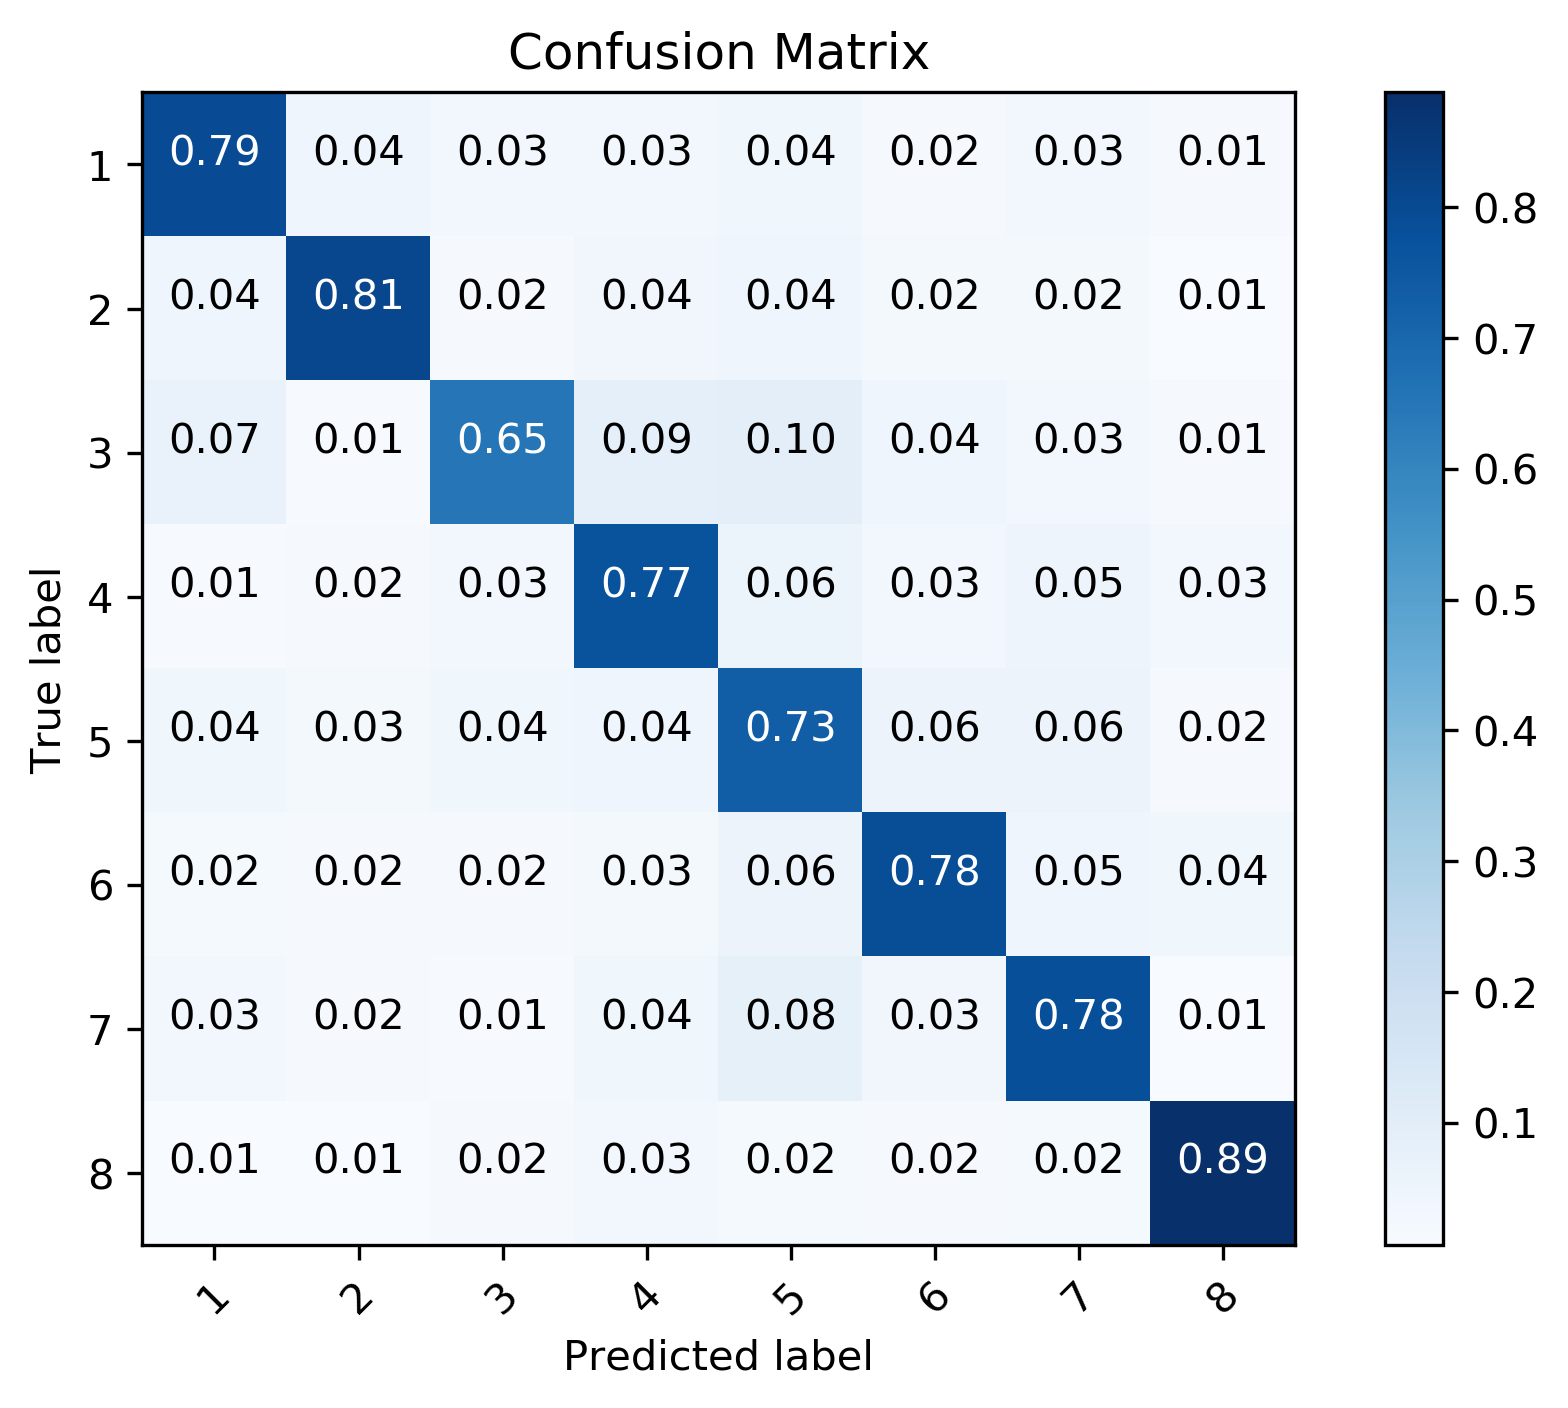 Confusion Matrix
1 0.79 0.04 0.03 0.03 0.04 0.02 0.03 0.01
2 0.04 0.81 0.02 0.04 0.04 0.02 0.02 0.01
3 0.07 0.01 0.65 0.09 0.10 0.04 0.03 0.01
4 0.01 0.02 0.03 0.77 0.06 0.03 0.05 0.03
5 0.04 0.03 0.04 0.04 0.73 0.06 0.06 0.02
6 0.02 0.02 0.02 0.03 0.06 0.78 0.05 0.04
7 0.03 0.02 0.01 0.04 0.08 0.03 0.78 0.01
8 0.01 0.01 0.02 0.03 0.02 0.02 0.02 0.89
True label
1 2 3 4 5 6 7 8
Predicted label
0.8
0.7
0.6
0.5
0.4
0.3
0.2
0.1